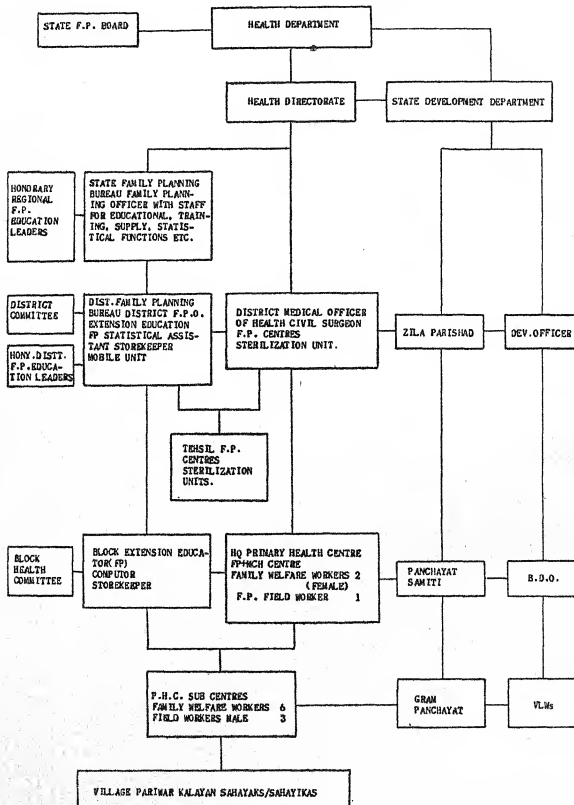 STATE F.P. BOARD
HEALTH DEPARTMENT
HEALTH DIRECTORATE
STATE DEVELOPMENT DEPARTMENT
HONORARY
REGIONAL
F.P.
EDUCATION
LEADERS
STATE FAMILY PLANNING
BUREAU FAMILY PLANN-
ING OFFICER WITH STAFF
FOR EDUCATIONAL, TRAIN-
ING, SUPPLY, STATIS-
TICAL FUNCTIONS ETC.
DISTRICT
COMMITTEE
HONY.DISTT.
F.P.EDUCA-
TION LEADERS
DIST.FAMILY PLANNING
BUREAU DISTRICT F.P.O.
EXTENSION EDUCATION
FP STATISTICAL ASSIS-
TANT STOREKEEPER
MOBILE UNIT
DISTRICT MEDICAL OFFICER
OF HEALTH CIVIL SURGEON
F.P. CENTRES
STERILIZATION UNIT.
ZILA PARISHAD
DEV.OFFICER
TEHSIL F.P.
CENTRES
STERILIZATION
UNITS.
BLOCK
HEALTH
COMMITTEE
BLOCK EXTENSION EDUCA-
TOR(FP)
COMPUTOR
STOREKEEPER
HQ PRIMARY HEALTH CENTRE
FP+MCH CENTRE
FAMILY WELFARE WORKERS 2
(FEMALE)
F.P. FIELD WORKER 1
PANCHAYAT
SAMITI
B.D.O.
P.H.C. SUB CENTRES
FAMILY WELFARE WORKERS 6
FIELD WORKERS MALE 3
GRAM
PANCHAYAT
VLWs
VILLAGE PARIWAR KALAYAN SAHAYAKS/SAHAYIKAS